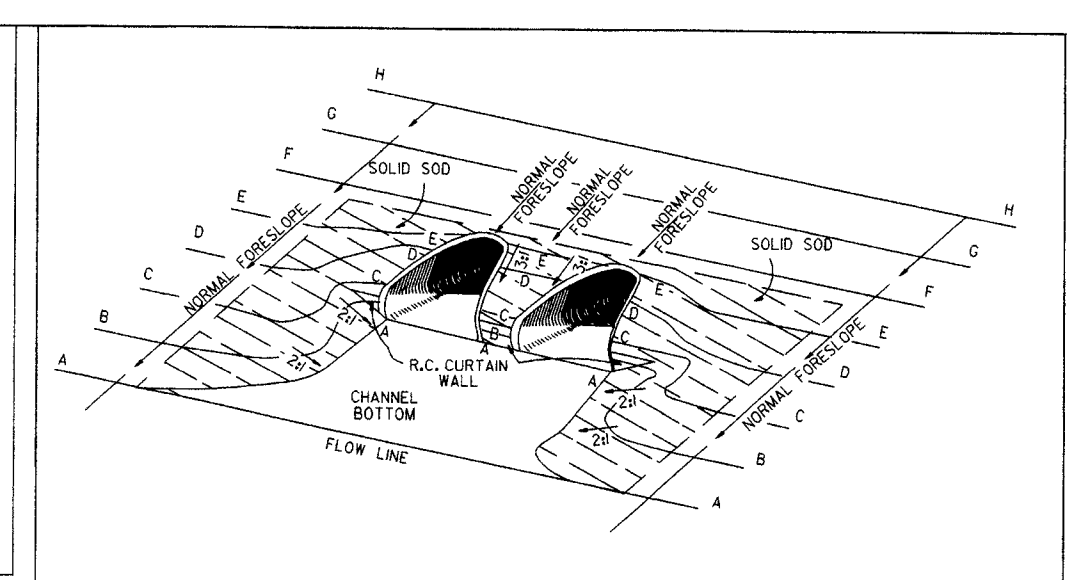 H
G
F
E
D
C
B
A
SOLID SOD
NORMAL FORESLOPE
NORMAL
FORESLOPE
NORMAL
FORESLOPE
NORMAL
FORESLOPE
SOLID SOD
H
G
F
E
D
C
B
A
NORMAL FORESLOPE
E
D
C
A
3:1
E
D
C
B
A
3:1
E
D
C
A
2:1
2:1
2:1
2:1
R.C. CURTAIN
WALL
CHANNEL
BOTTOM
FLOW LINE